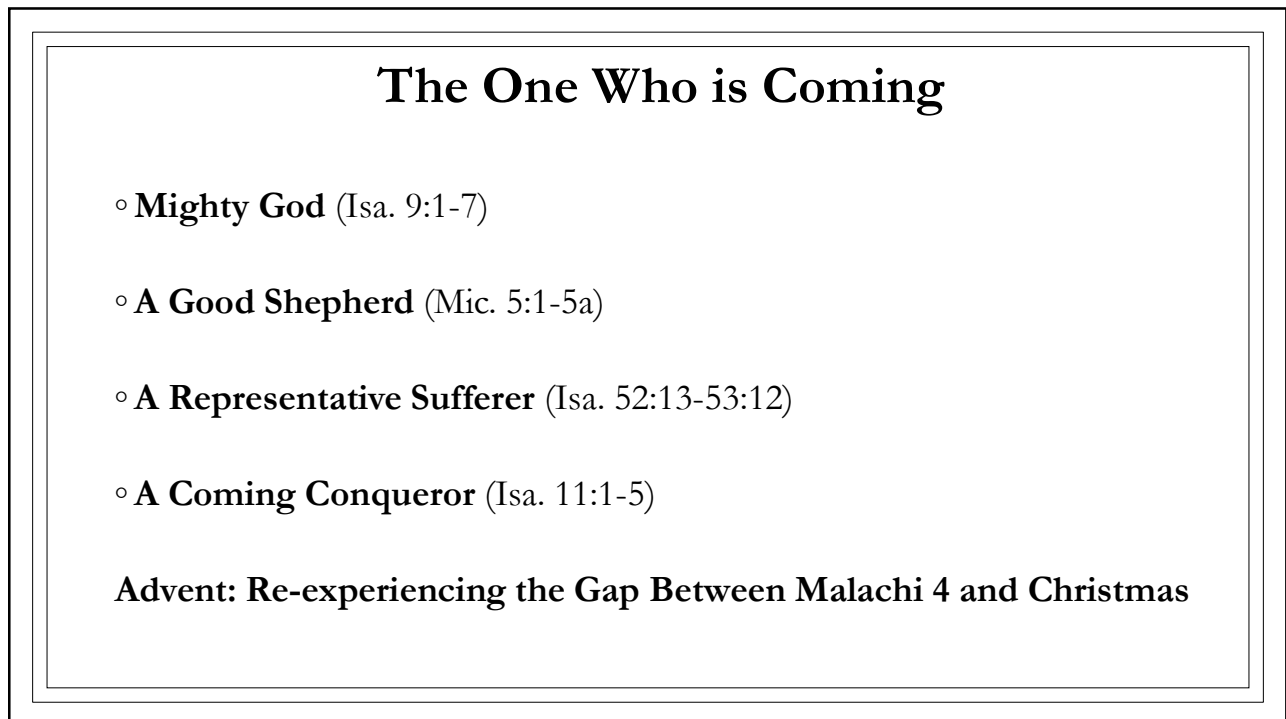 The One Who is Coming
◦ Mighty God (Isa. 9:1-7)
◦ A Good Shepherd (Mic. 5:1-5a)
◦ A Representative Sufferer (Isa. 52:13-53:12)
◦ A Coming Conqueror (Isa. 11:1-5)
Advent: Re-experiencing the Gap Between Malachi 4 and Christmas